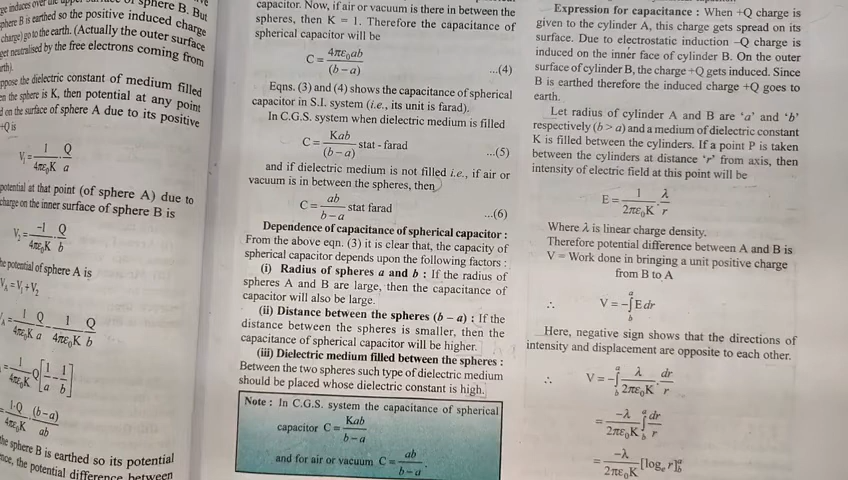 sphere B. But
ge induces over the
sphere B is earthed so the positive induced charge
charge) go to the earth. (Actually the outer surface
get neutralised by the free electrons coming from
rth).
ppose the dielectric constant of medium filled
en the sphere is K, then potential at any point
d on the surface of sphere A due to its positive
+Q is
V₁ = 1/4πε₀K · Q/a
potential at that point (of sphere A) due to
charge on the inner surface of sphere B is
V₂ = −1/4πε₀K · Q/b
he potential of sphere A is
V_A = V₁ + V₂
V_A = 1/4πε₀K Q/a − 1/4πε₀K Q/b
= 1/4πε₀K Q[1/a − 1/b]
= 1·Q/4πε₀K · (b−a)/ab
the sphere B is earthed so its potential
nce, the potential difference between
capacitor. Now, if air or vacuum is there in between the
spheres, then K = 1. Therefore the capacitance of
spherical capacitor will be
C = 4πε₀ab/(b−a) ...(4)
Eqns. (3) and (4) shows the capacitance of spherical
capacitor in S.I. system (i.e., its unit is farad).
In C.G.S. system when dielectric medium is filled
C = Kab/(b−a) stat - farad ...(5)
and if dielectric medium is not filled i.e., if air or
vacuum is in between the spheres, then
C = ab/b−a stat farad ...(6)
Dependence of capacitance of spherical capacitor :
From the above eqn. (3) it is clear that, the capacity of
spherical capacitor depends upon the following factors :
(i) Radius of spheres a and b : If the radius of
spheres A and B are large, then the capacitance of
capacitor will also be large.
(ii) Distance between the spheres (b − a) : If the
distance between the spheres is smaller, then the
capacitance of spherical capacitor will be higher.
(iii) Dielectric medium filled between the spheres :
Between the two spheres such type of dielectric medium
should be placed whose dielectric constant is high.
Note : In C.G.S. system the capacitance of spherical
capacitor C = Kab/b−a
and for air or vacuum C = ab/b−a.
Expression for capacitance : When +Q charge is
given to the cylinder A, this charge gets spread on its
surface. Due to electrostatic induction −Q charge is
induced on the inner face of cylinder B. On the outer
surface of cylinder B, the charge +Q gets induced. Since
B is earthed therefore the induced charge +Q goes to
earth.
Let radius of cylinder A and B are 'a' and 'b'
respectively (b > a) and a medium of dielectric constant
K is filled between the cylinders. If a point P is taken
between the cylinders at distance 'r' from axis, then
intensity of electric field at this point will be
E = 1/2πε₀K · λ/r
Where λ is linear charge density.
Therefore potential difference between A and B is
V = Work done in bringing a unit positive charge
from B to A
∴ V = −∫_b^a E dr
Here, negative sign shows that the directions of
intensity and displacement are opposite to each other.
∴ V = −∫_b^a λ/2πε₀K · dr/r
= −λ/2πε₀K ∫_b^a dr/r
= −λ/2πε₀K [logₑ r]_b^a